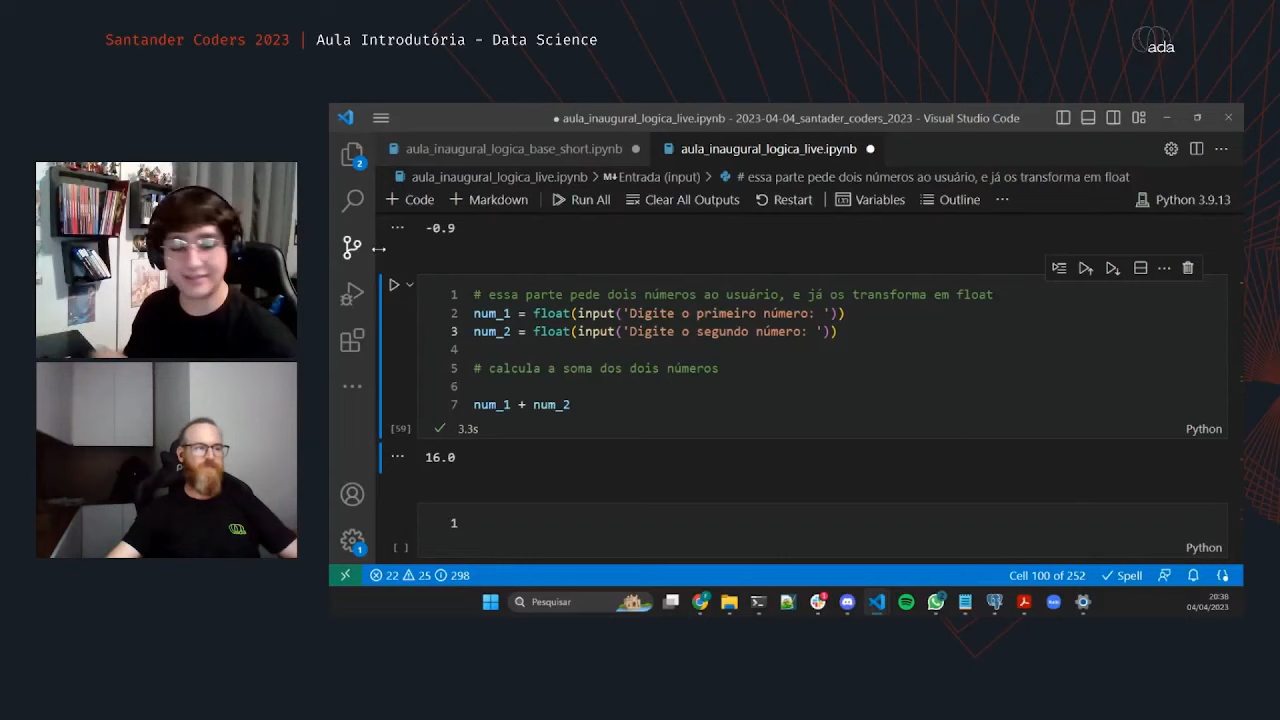 Santander Coders 2023 | Aula Introdutória - Data Science
ada
● aula_inaugural_logica_live.ipynb - 2023-04-04_santader_coders_2023 - Visual Studio Code
aula_inaugural_logica_base_short.ipynb ● aula_inaugural_logica_live.ipynb ●
aula_inaugural_logica_live.ipynb > M↓Entrada (input) > # essa parte pede dois números ao usuário, e já os transforma em float
+ Code + Markdown Run All Clear All Outputs Restart Variables Outline ... Python 3.9.13
2
... -0.9
1 # essa parte pede dois números ao usuário, e já os transforma em float
2 num_1 = float(input('Digite o primeiro número: '))
3 num_2 = float(input('Digite o segundo número: '))
4
5 # calcula a soma dos dois números
6
7 num_1 + num_2
[59] ✓ 3.3s Python
... 16.0
1
[ ] Python
1
22 25 298 Cell 100 of 252 ✓ Spell
Pesquisar
20:38
04/04/2023